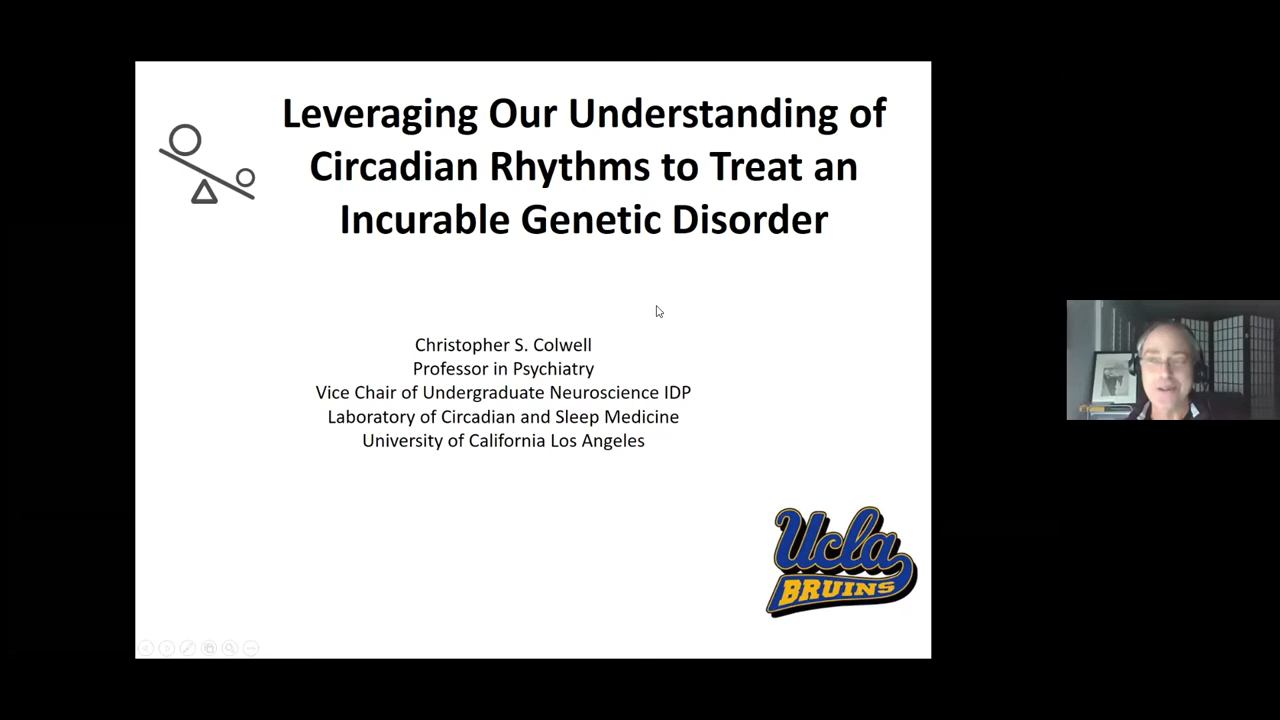 Leveraging Our Understanding of
Circadian Rhythms to Treat an
Incurable Genetic Disorder
Christopher S. Colwell
Professor in Psychiatry
Vice Chair of Undergraduate Neuroscience IDP
Laboratory of Circadian and Sleep Medicine
University of California Los Angeles
Ucla
BRUINS